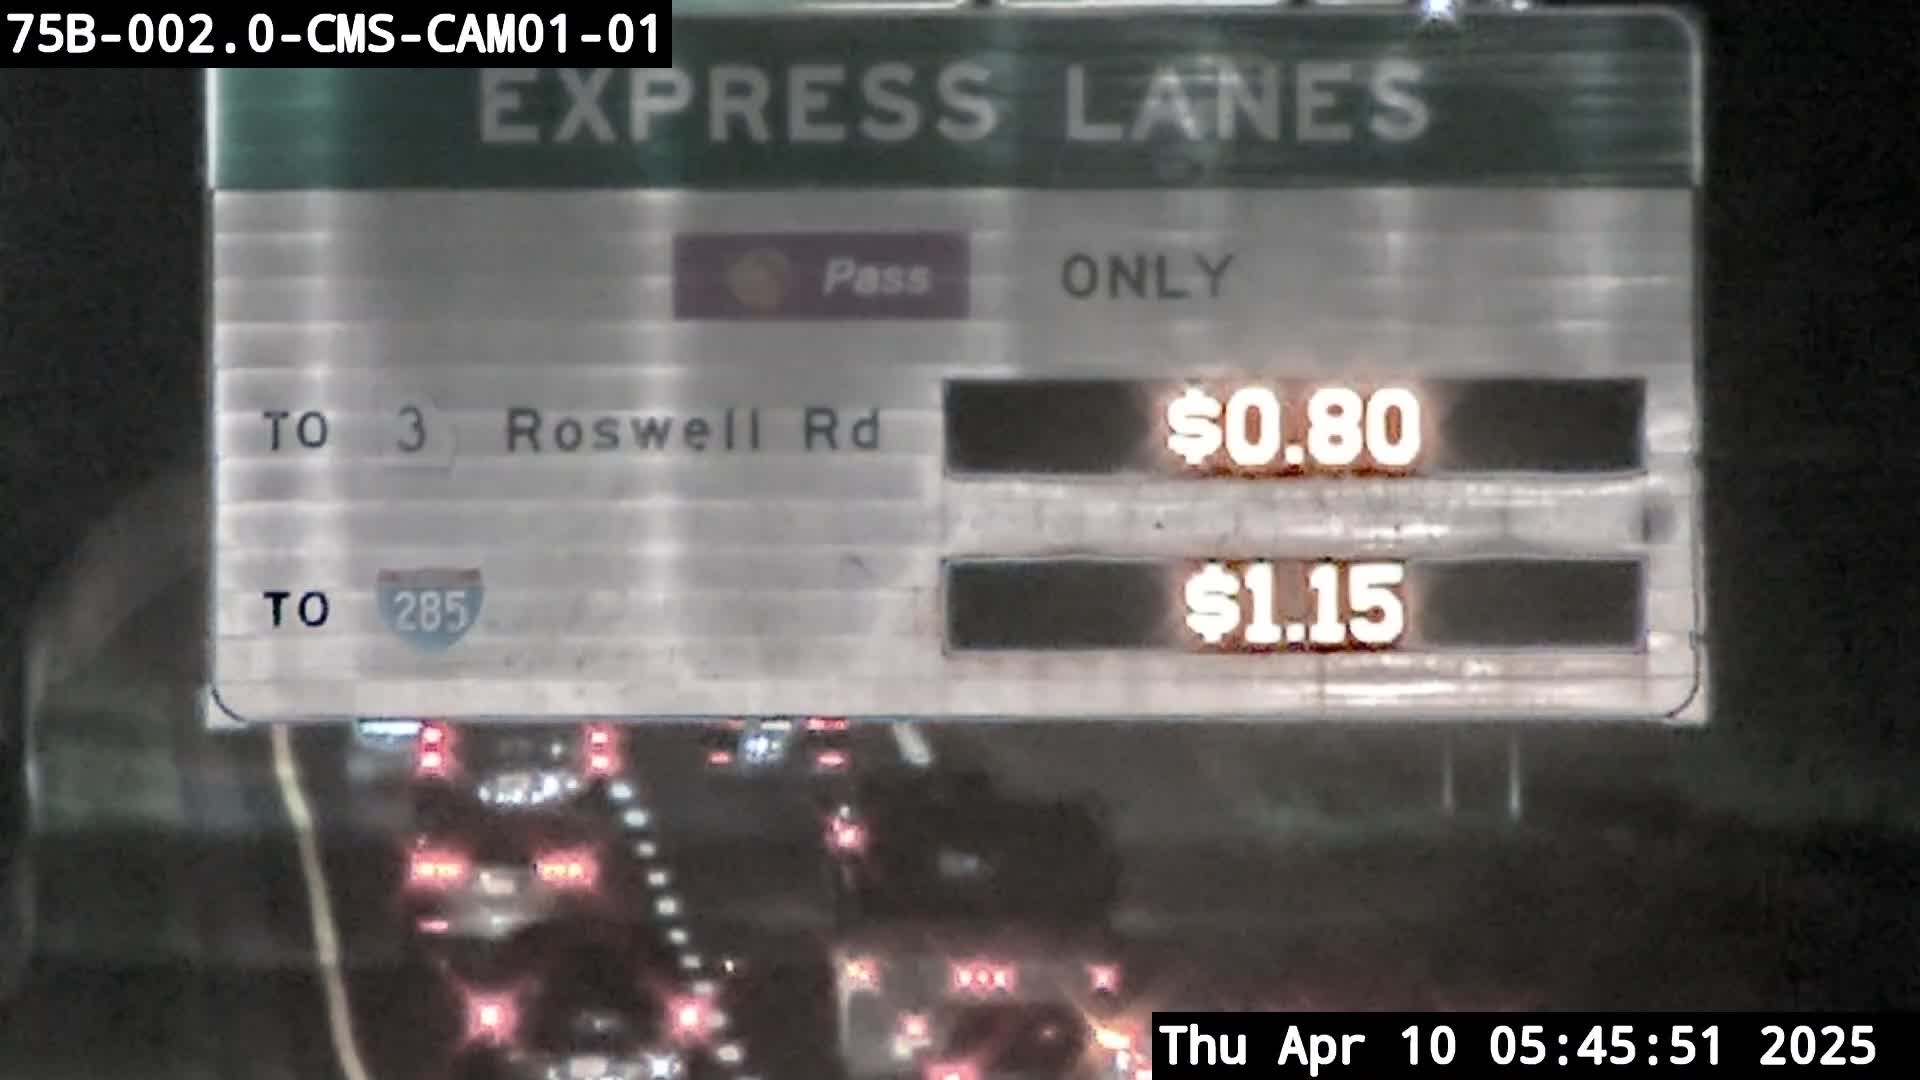 75B-002.0-CMS-CAM01-01
EXPRESS LANES
Pass ONLY
TO 3 Roswell Rd $0.80
TO 285 $1.15
Thu Apr 10 05:45:51 2025